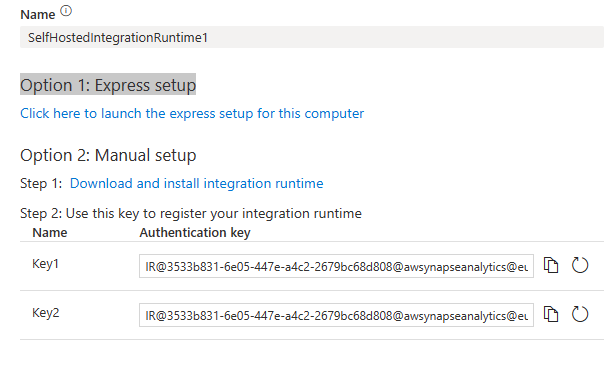 Name
SelfHostedIntegrationRuntime1
Option 1: Express setup
Click here to launch the express setup for this computer
Option 2: Manual setup
Step 1: Download and install integration runtime
Step 2: Use this key to register your integration runtime
Name Authentication key
Key1 IR@3533b831-6e05-447e-a4c2-2679bc68d808@awsynapseanalytics@eu
Key2 IR@3533b831-6e05-447e-a4c2-2679bc68d808@awsynapseanalytics@eu